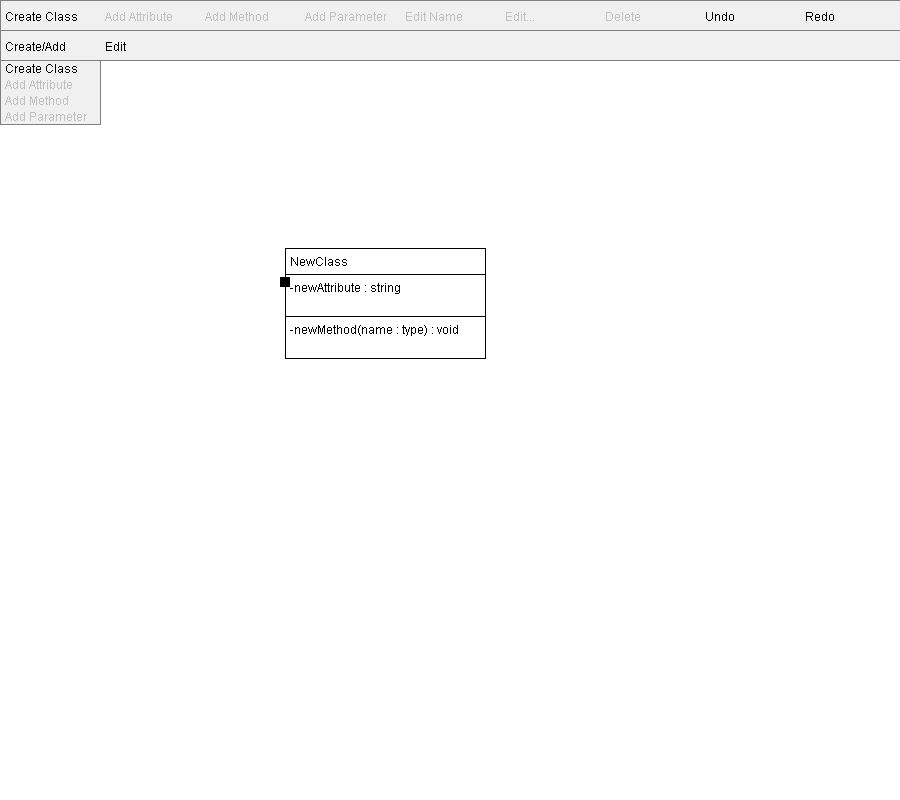 Create Class Add Attribute Add Method Add Parameter Edit Name Edit... Delete Undo Redo
Create/Add Edit
Create Class
Add Attribute
Add Method
Add Parameter
NewClass
-newAttribute : string
-newMethod(name : type) : void